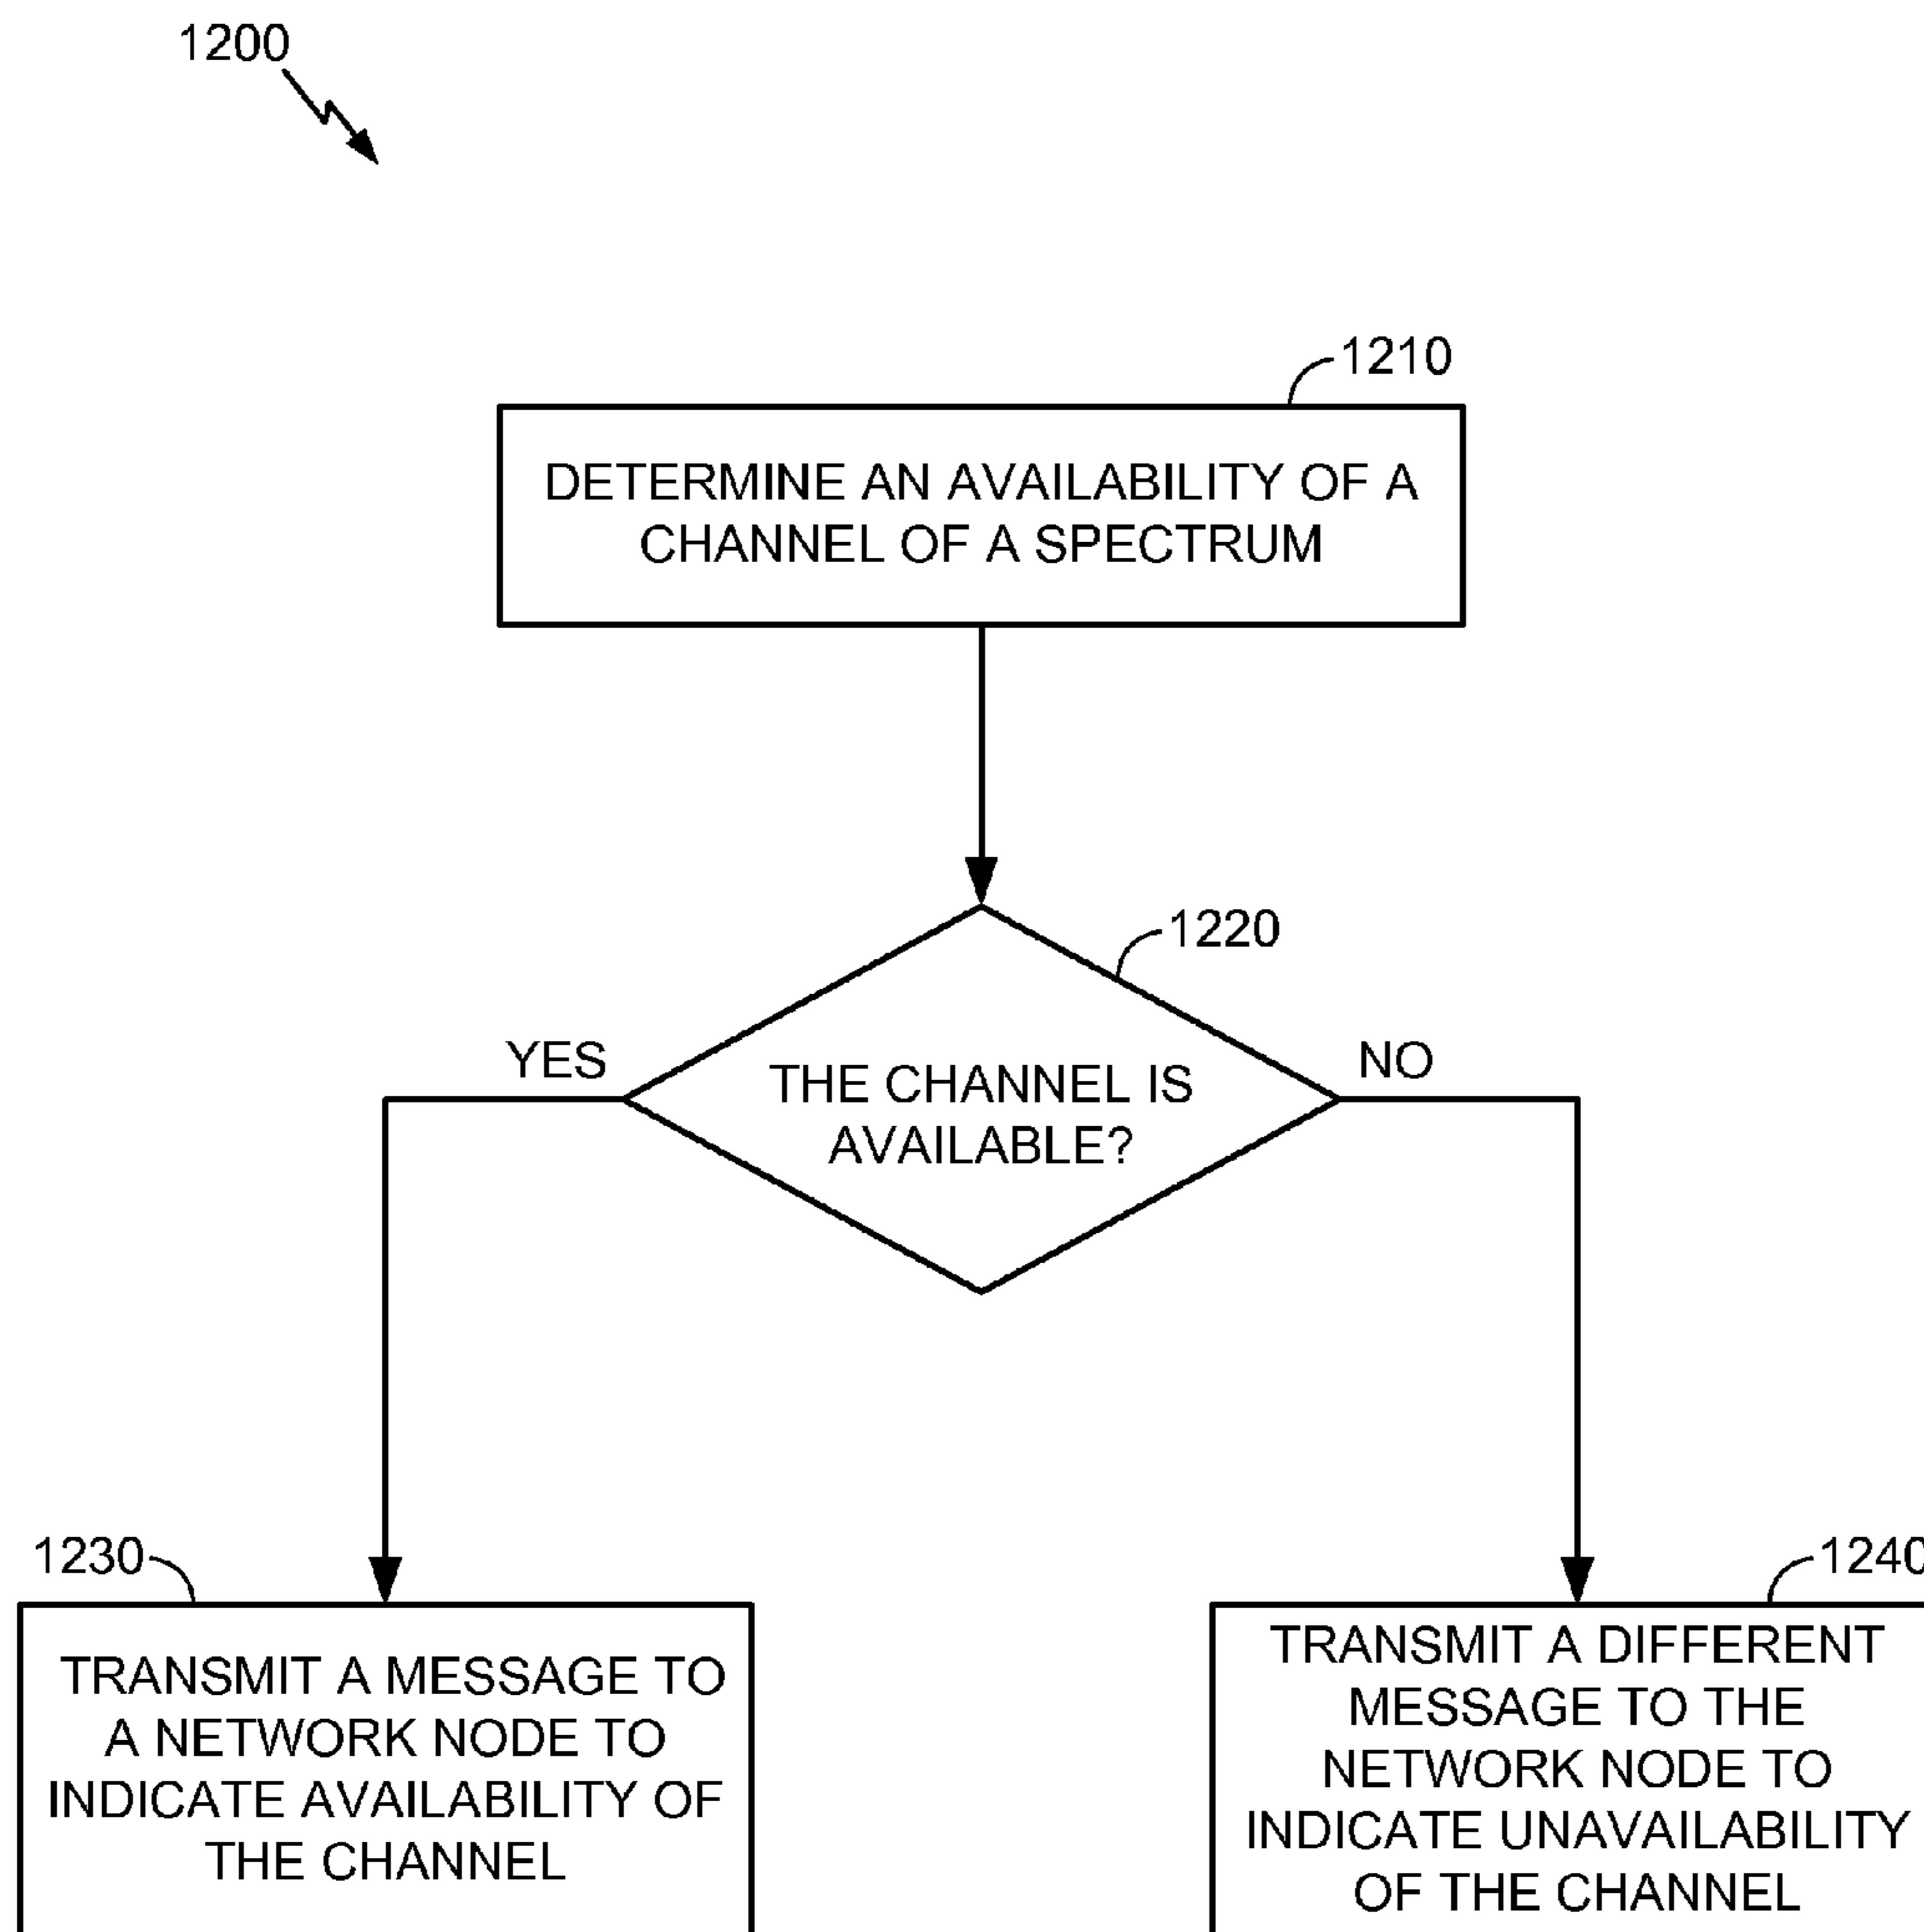 1200
1210
DETERMINE AN AVAILABILITY OF A
CHANNEL OF A SPECTRUM
1220
YES
THE CHANNEL IS
AVAILABLE?
NO
1230
TRANSMIT A MESSAGE TO
A NETWORK NODE TO
INDICATE AVAILABILITY OF
THE CHANNEL
1240
TRANSMIT A DIFFERENT
MESSAGE TO THE
NETWORK NODE TO
INDICATE UNAVAILABILITY
OF THE CHANNEL